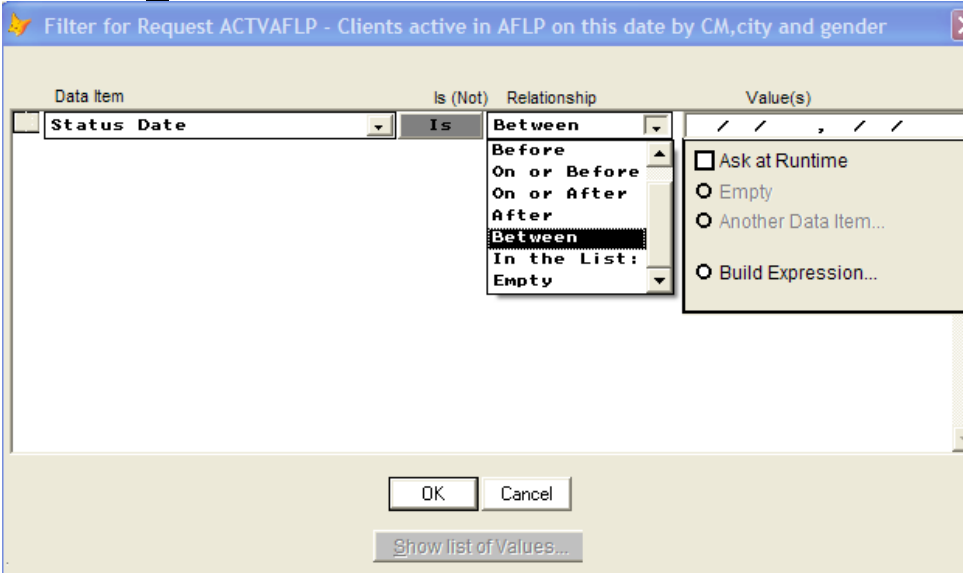 Filter for Request ACTVAFLP - Clients active in AFLP on this date by CM,city and gender
Data Item Is (Not) Relationship Value(s)
Status Date Is Between / / , / /
Before
On or Before
On or After
After
Between
In the List:
Empty
Ask at Runtime
Empty
Another Data Item...
Build Expression...
OK Cancel
Show list of Values...